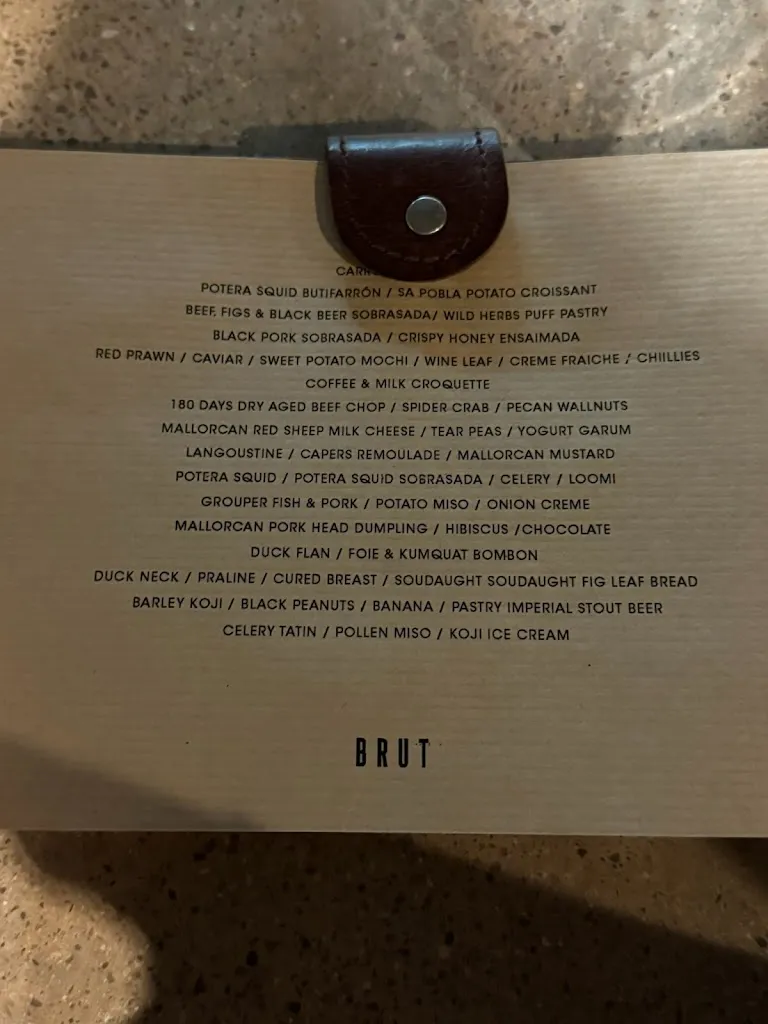 POTERA SQUID BUTIFARRÓN / SA POBLA POTATO CROISSANT
BEEF, FIGS & BLACK BEER SOBRASADA/ WILD HERBS PUFF PASTRY
BLACK PORK SOBRASADA / CRISPY HONEY ENSAIMADA
RED PRAWN / CAVIAR / SWEET POTATO MOCHI / WINE LEAF / CREME FRAICHE / CHIILLIES
COFFEE & MILK CROQUETTE
180 DAYS DRY AGED BEEF CHOP / SPIDER CRAB / PECAN WALLNUTS
MALLORCAN RED SHEEP MILK CHEESE / TEAR PEAS / YOGURT GARUM
LANGOUSTINE / CAPERS REMOULADE / MALLORCAN MUSTARD
POTERA SQUID / POTERA SQUID SOBRASADA / CELERY / LOOMI
GROUPER FISH & PORK / POTATO MISO / ONION CREME
MALLORCAN PORK HEAD DUMPLING / HIBISCUS /CHOCOLATE
DUCK FLAN / FOIE & KUMQUAT BOMBON
DUCK NECK / PRALINE / CURED BREAST / SOUDAUGHT SOUDAUGHT FIG LEAF BREAD
BARLEY KOJI / BLACK PEANUTS / BANANA / PASTRY IMPERIAL STOUT BEER
CELERY TATIN / POLLEN MISO / KOJI ICE CREAM
BRUT